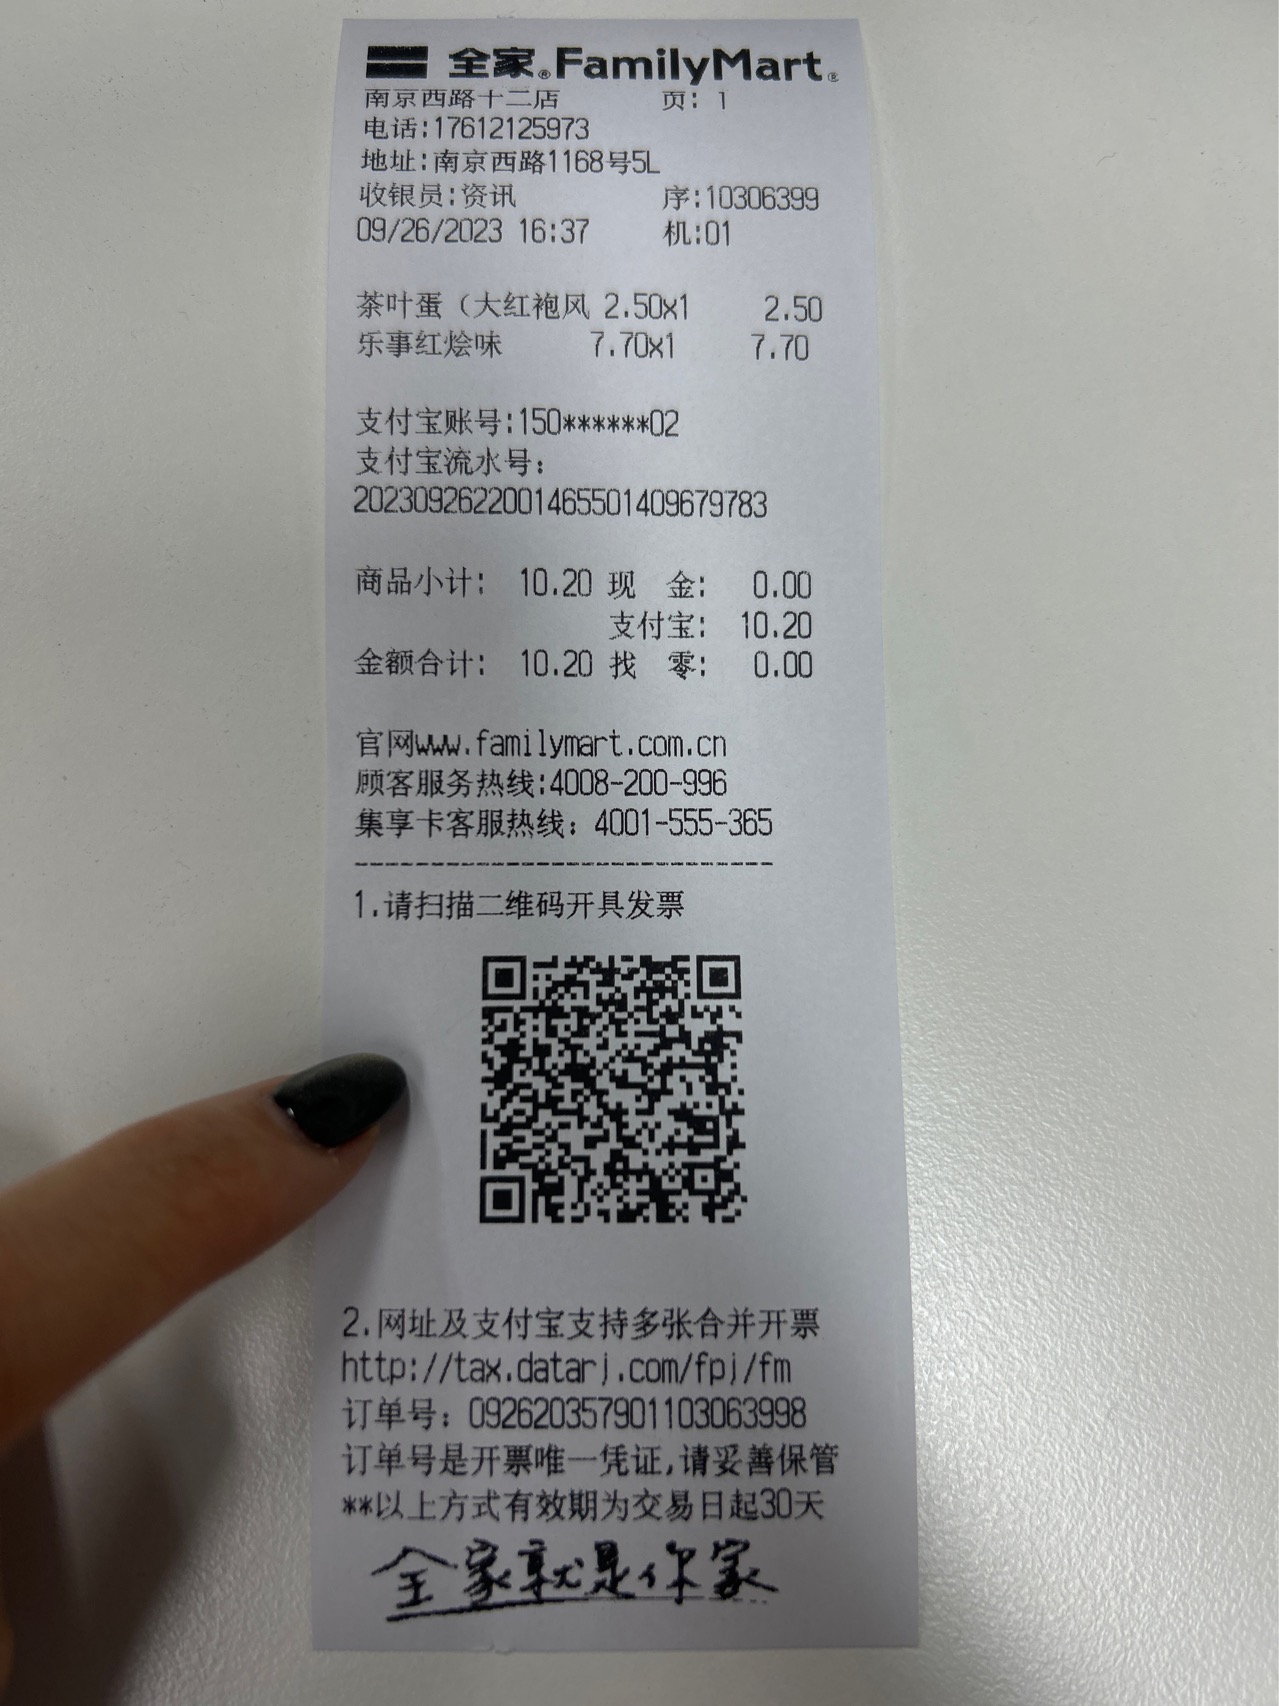 全家®FamilyMart®
南京西路十二店 页: 1
电话:17612125973
地址:南京西路1168号5L
收银员:资讯 序:10306399
09/26/2023 16:37 机:01
茶叶蛋（大红袍风 2.50x1 2.50
乐事红烩味 7.70x1 7.70
支付宝账号:150******02
支付宝流水号:
2023092622001465501409679783
商品小计: 10.20 现 金: 0.00
支付宝: 10.20
金额合计: 10.20 找 零: 0.00
官网www.familymart.com.cn
顾客服务热线:4008-200-996
集享卡客服热线: 4001-555-365
1.请扫描二维码开具发票
2.网址及支付宝支持多张合并开票
http://tax.datarj.com/fpj/fm
订单号: 092620357901103063998
订单号是开票唯一凭证,请妥善保管
**以上方式有效期为交易日起30天
全家就是你家